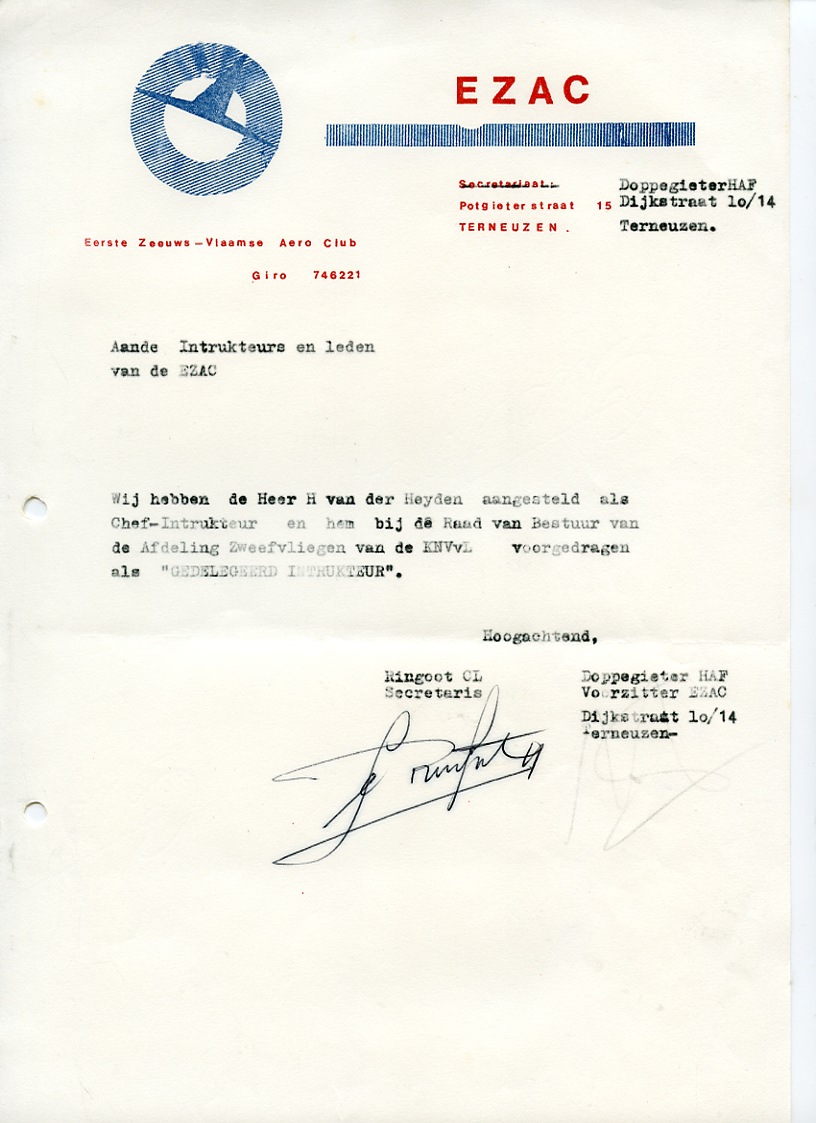 EZAC
Secretariaat:
Potgieterstraat 15
TERNEUZEN.
DoppegieterHAF
Dijkstraat lo/14
Terneuzen.
Eerste Zeeuws-Vlaamse Aero Club
Giro 746221
Aande Intrukteurs en leden
van de EZAC
Wij hebben de Heer H van der Heyden aangesteld als
Chef-Intrukteur en hem bij dê Raad van Bestuur van
de Afdeling Zweefvliegen van de KNVvL voorgedragen
als "GEDELEGEERD INTRUKTEUR".
Hoogachtend,
Ringoot CL
Secretaris
Doppegieter HAF
Voorzitter EZAC
Dijkstraat lo/14
Terneuzen-